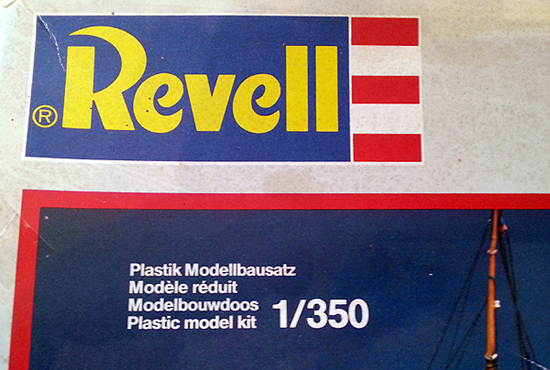 ® Revell
Plastik Modellbausatz
Modèle réduit
Modelbouwdoos
Plastic model kit 1/350